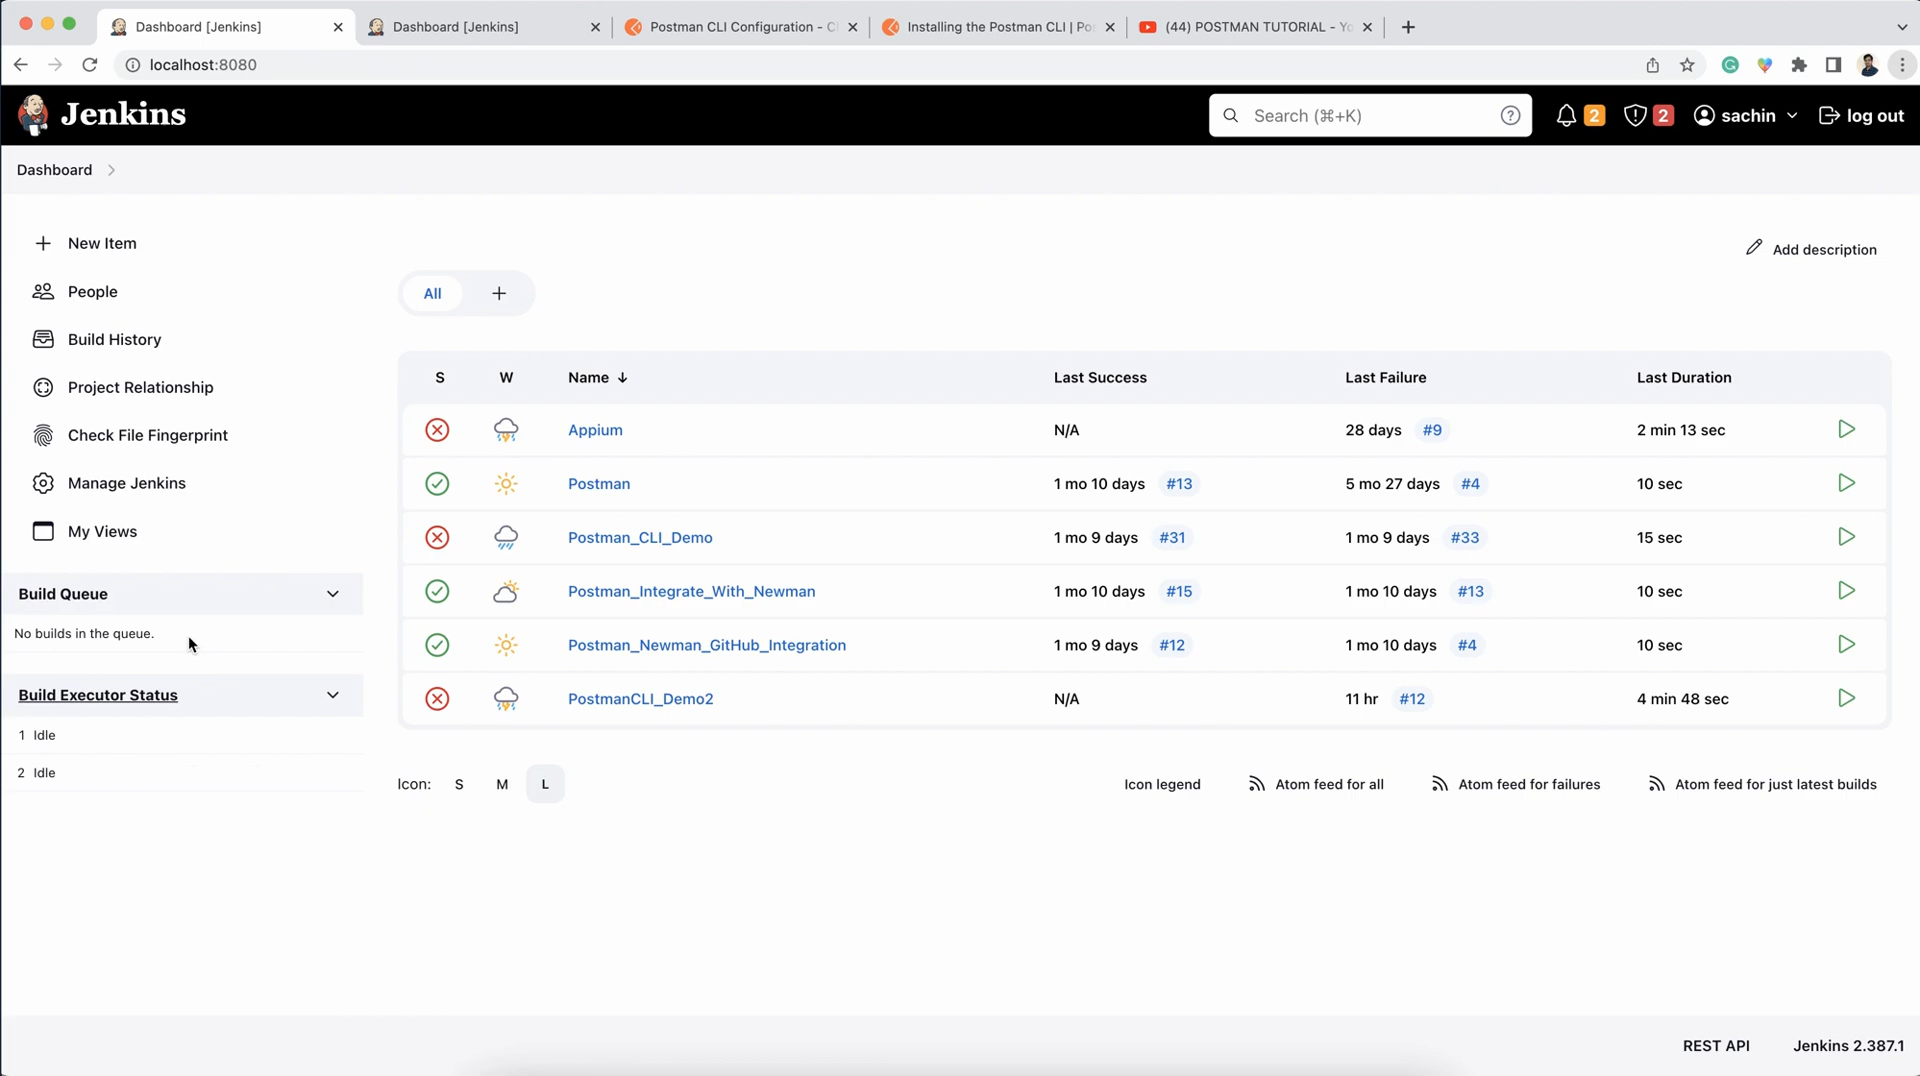 Dashboard [Jenkins]
Dashboard [Jenkins]
Postman CLI Configuration - C
Installing the Postman CLI | Po
(44) POSTMAN TUTORIAL - Yo
localhost:8080
Jenkins
Search (⌘+K)
2
2
sachin
log out
Dashboard
New Item
People
Build History
Project Relationship
Check File Fingerprint
Manage Jenkins
My Views
Build Queue
No builds in the queue.
Build Executor Status
1 Idle
2 Idle
Add description
All +
S W Name ↓ Last Success Last Failure Last Duration
Appium N/A 28 days #9 2 min 13 sec
Postman 1 mo 10 days #13 5 mo 27 days #4 10 sec
Postman_CLI_Demo 1 mo 9 days #31 1 mo 9 days #33 15 sec
Postman_Integrate_With_Newman 1 mo 10 days #15 1 mo 10 days #13 10 sec
Postman_Newman_GitHub_Integration 1 mo 9 days #12 1 mo 10 days #4 10 sec
PostmanCLI_Demo2 N/A 11 hr #12 4 min 48 sec
Icon: S M L
Icon legend
Atom feed for all
Atom feed for failures
Atom feed for just latest builds
REST API
Jenkins 2.387.1